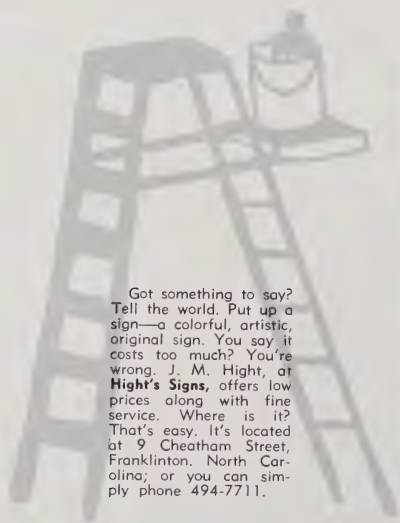 Got something to say?
Tell the world. Put up a
sign—a colorful, artistic,
original sign. You say it
costs too much? You're
wrong. J. M. Hight, at
Hight's Signs, offers low
prices along with fine
service. Where is it?
That's easy. It's located
at 9 Cheatham Street,
Franklinton. North Car-
olina; or you can sim-
ply phone 494-7711.